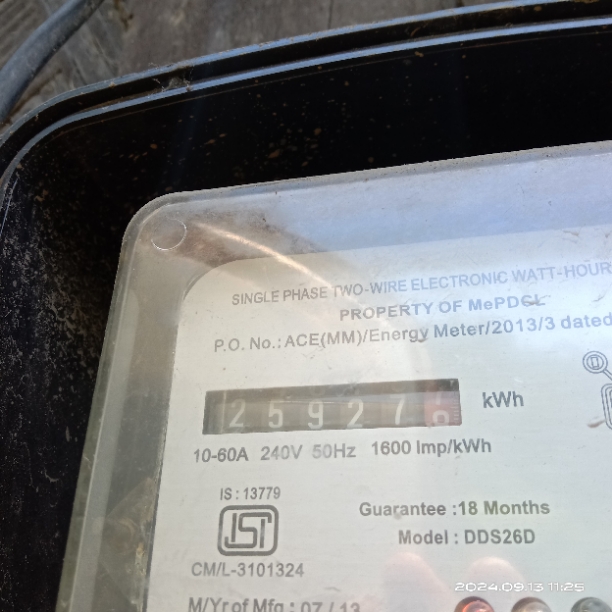 SINGLE PHASE TWO-WIRE ELECTRONIC WATT-HOUR
PROPERTY OF MePDCL
P.O. No.:ACE(MM)/Energy Meter/2013/3 dated
25927 kWh
10-60A 240V 50Hz 1600 Imp/kWh
IS : 13779
ISI
CM/L-3101324
Guarantee :18 Months
Model : DDS26D
M/Yr of Mfg : 07 / 13
2024.09.13 11:25